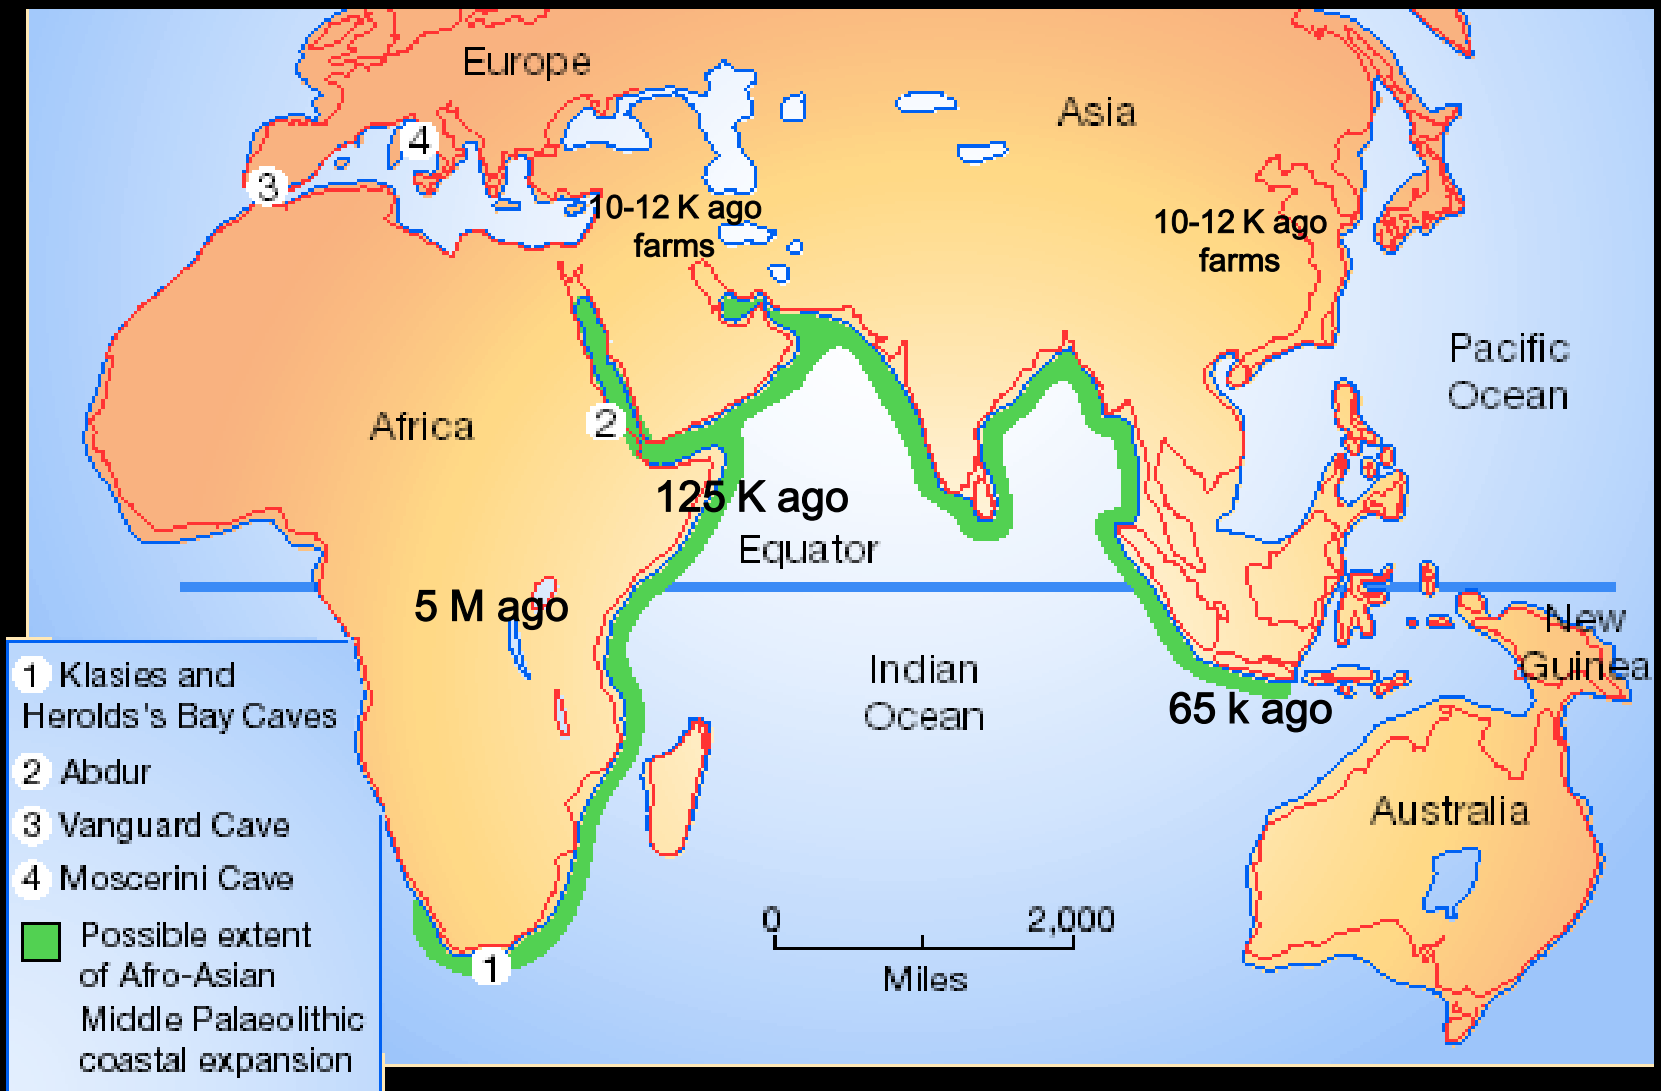 Europe
Asia
10-12 K ago
farms
10-12 K ago
farms
Pacific
Ocean
Africa
125 K ago
Equator
5 M ago
New
Guinea
Indian
Ocean
65 k ago
Australia
0 2,000
Miles
4
3
2
1
1 Klasies and
Herolds's Bay Caves
2 Abdur
3 Vanguard Cave
4 Moscerini Cave
Possible extent
of Afro-Asian
Middle Palaeolithic
coastal expansion